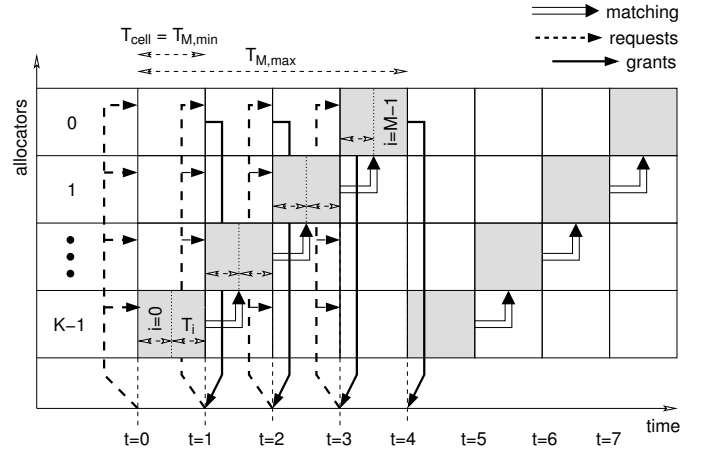 matching
requests
grants
T_cell = T_M,min
T_M,max
allocators
0
i=M−1
1
K−1
i=0
T_i
time
t=0 t=1 t=2 t=3 t=4 t=5 t=6 t=7